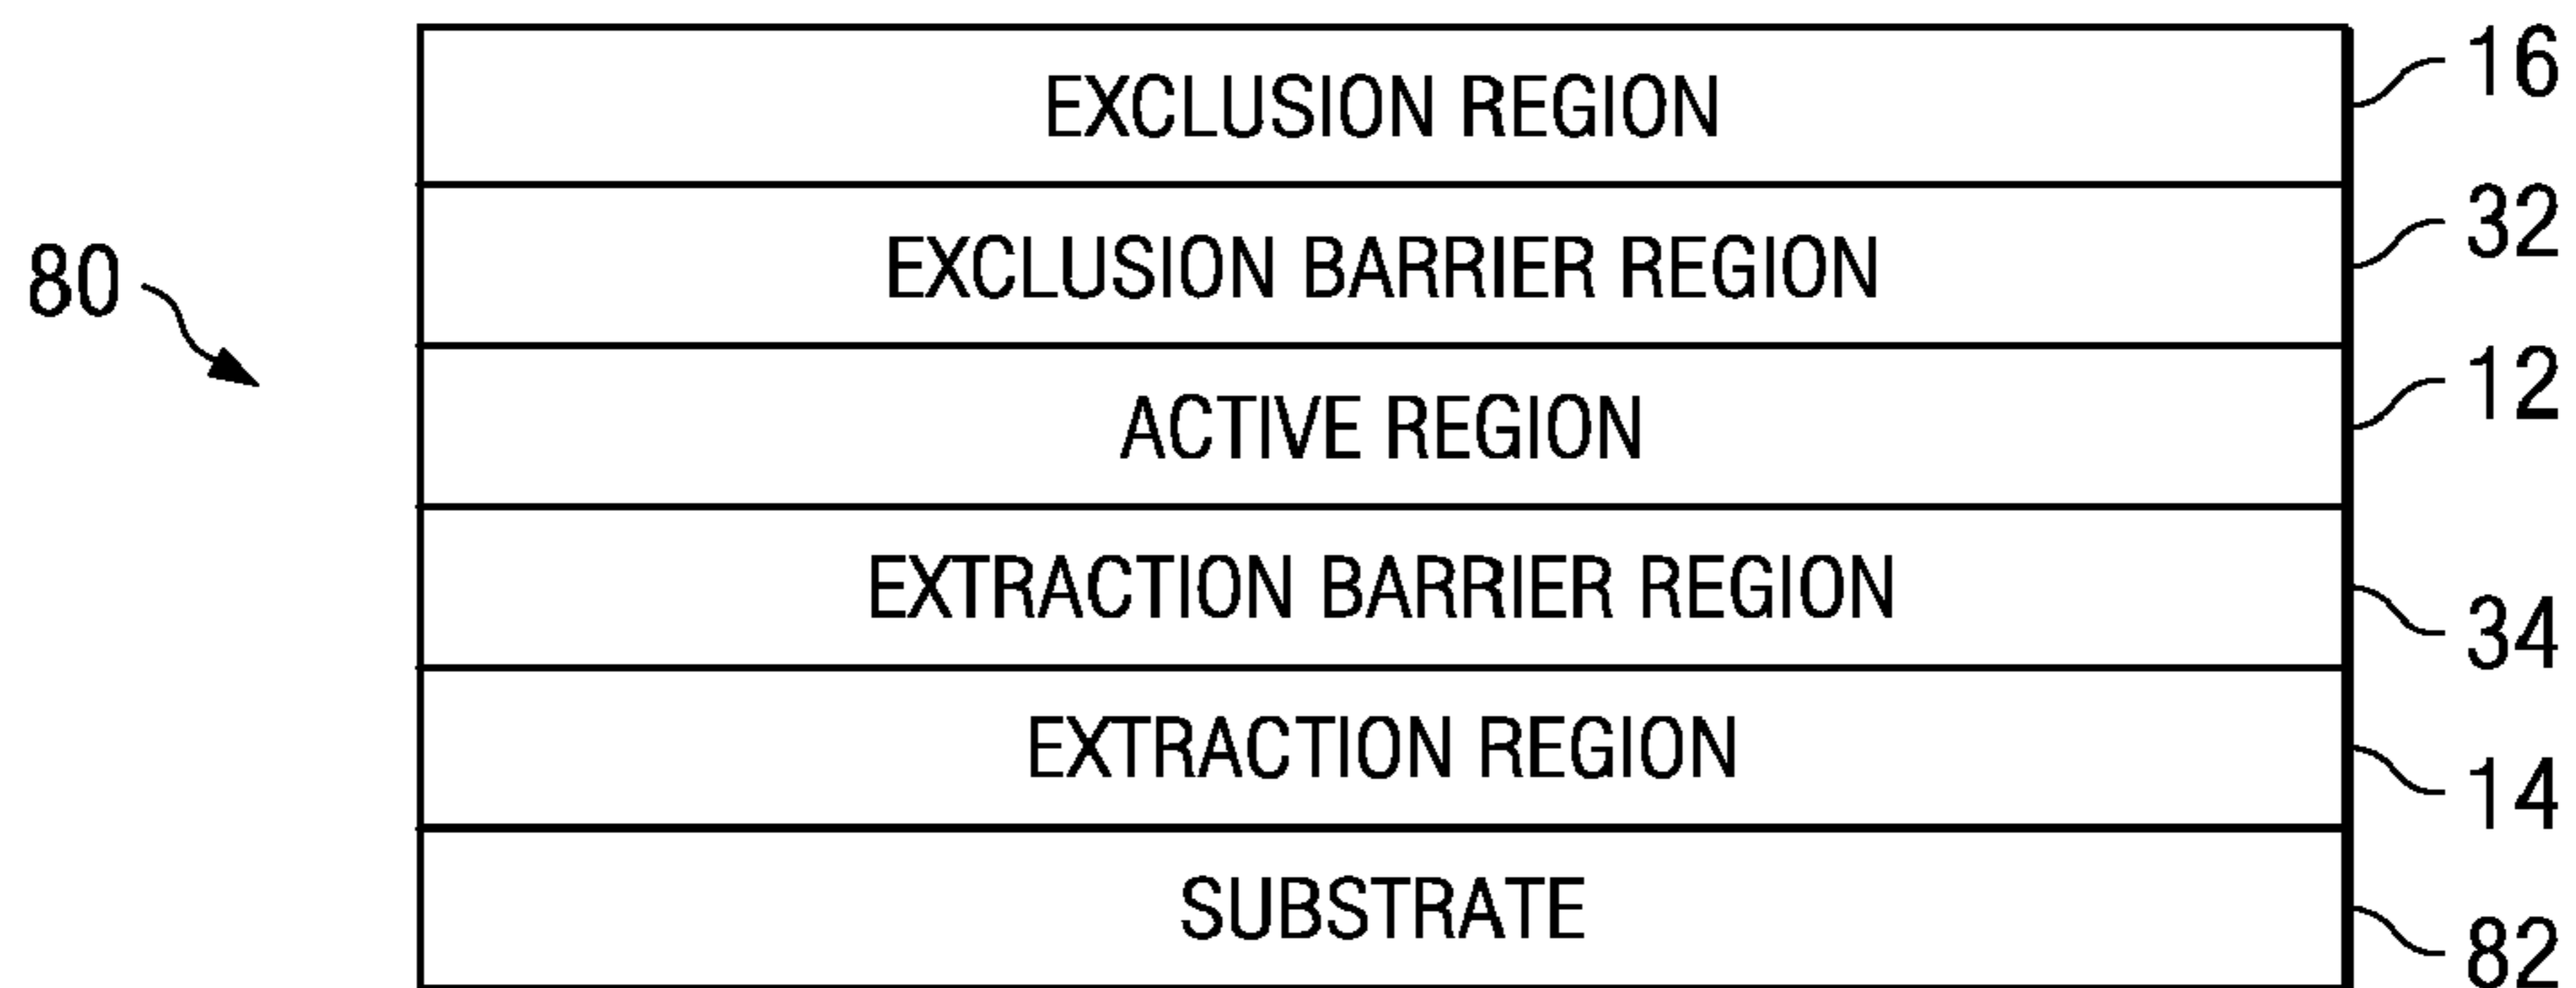 EXCLUSION REGION 16
EXCLUSION BARRIER REGION 32
80
ACTIVE REGION 12
EXTRACTION BARRIER REGION 34
EXTRACTION REGION 14
SUBSTRATE 82